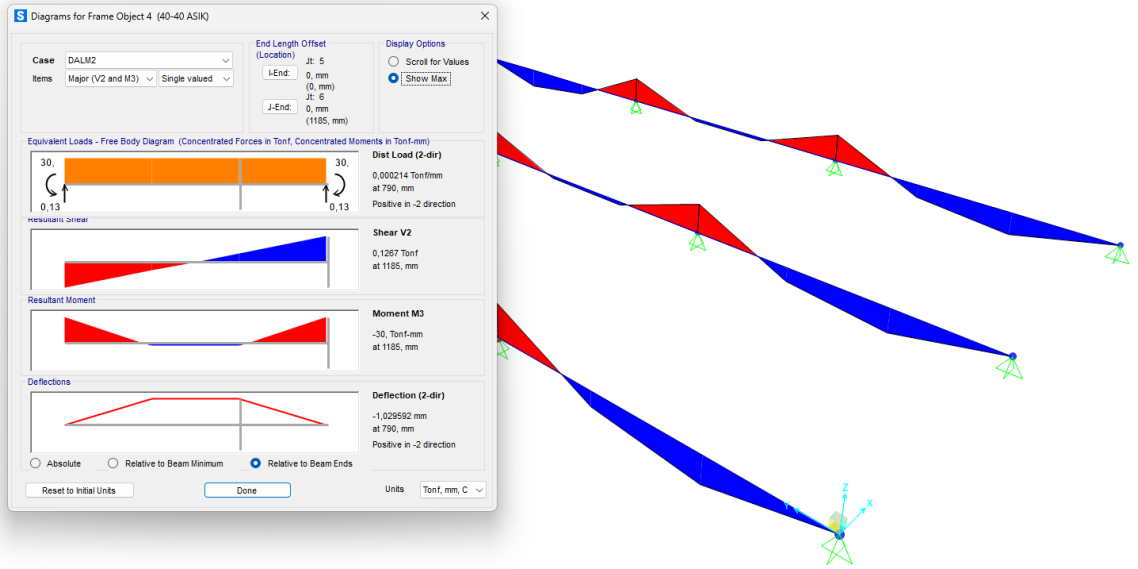 S Diagrams for Frame Object 4 (40-40 ASIK)
Case DALM2
Items Major (V2 and M3) Single valued
End Length Offset
(Location)
I-End:
Jt: 5
0, mm
(0, mm)
J-End:
Jt: 6
0, mm
(1185, mm)
Display Options
Scroll for Values
Show Max
Equivalent Loads - Free Body Diagram (Concentrated Forces in Tonf, Concentrated Moments in Tonf-mm)
30, 30,
0,13 0,13
Dist Load (2-dir)
0,000214 Tonf/mm
at 790, mm
Positive in -2 direction
Resultant Shear
Shear V2
0,1267 Tonf
at 1185, mm
Resultant Moment
Moment M3
-30, Tonf-mm
at 1185, mm
Deflections
Deflection (2-dir)
-1,029592 mm
at 790, mm
Positive in -2 direction
Absolute Relative to Beam Minimum Relative to Beam Ends
Reset to Initial Units Done Units Tonf, mm, C
Z
Y X